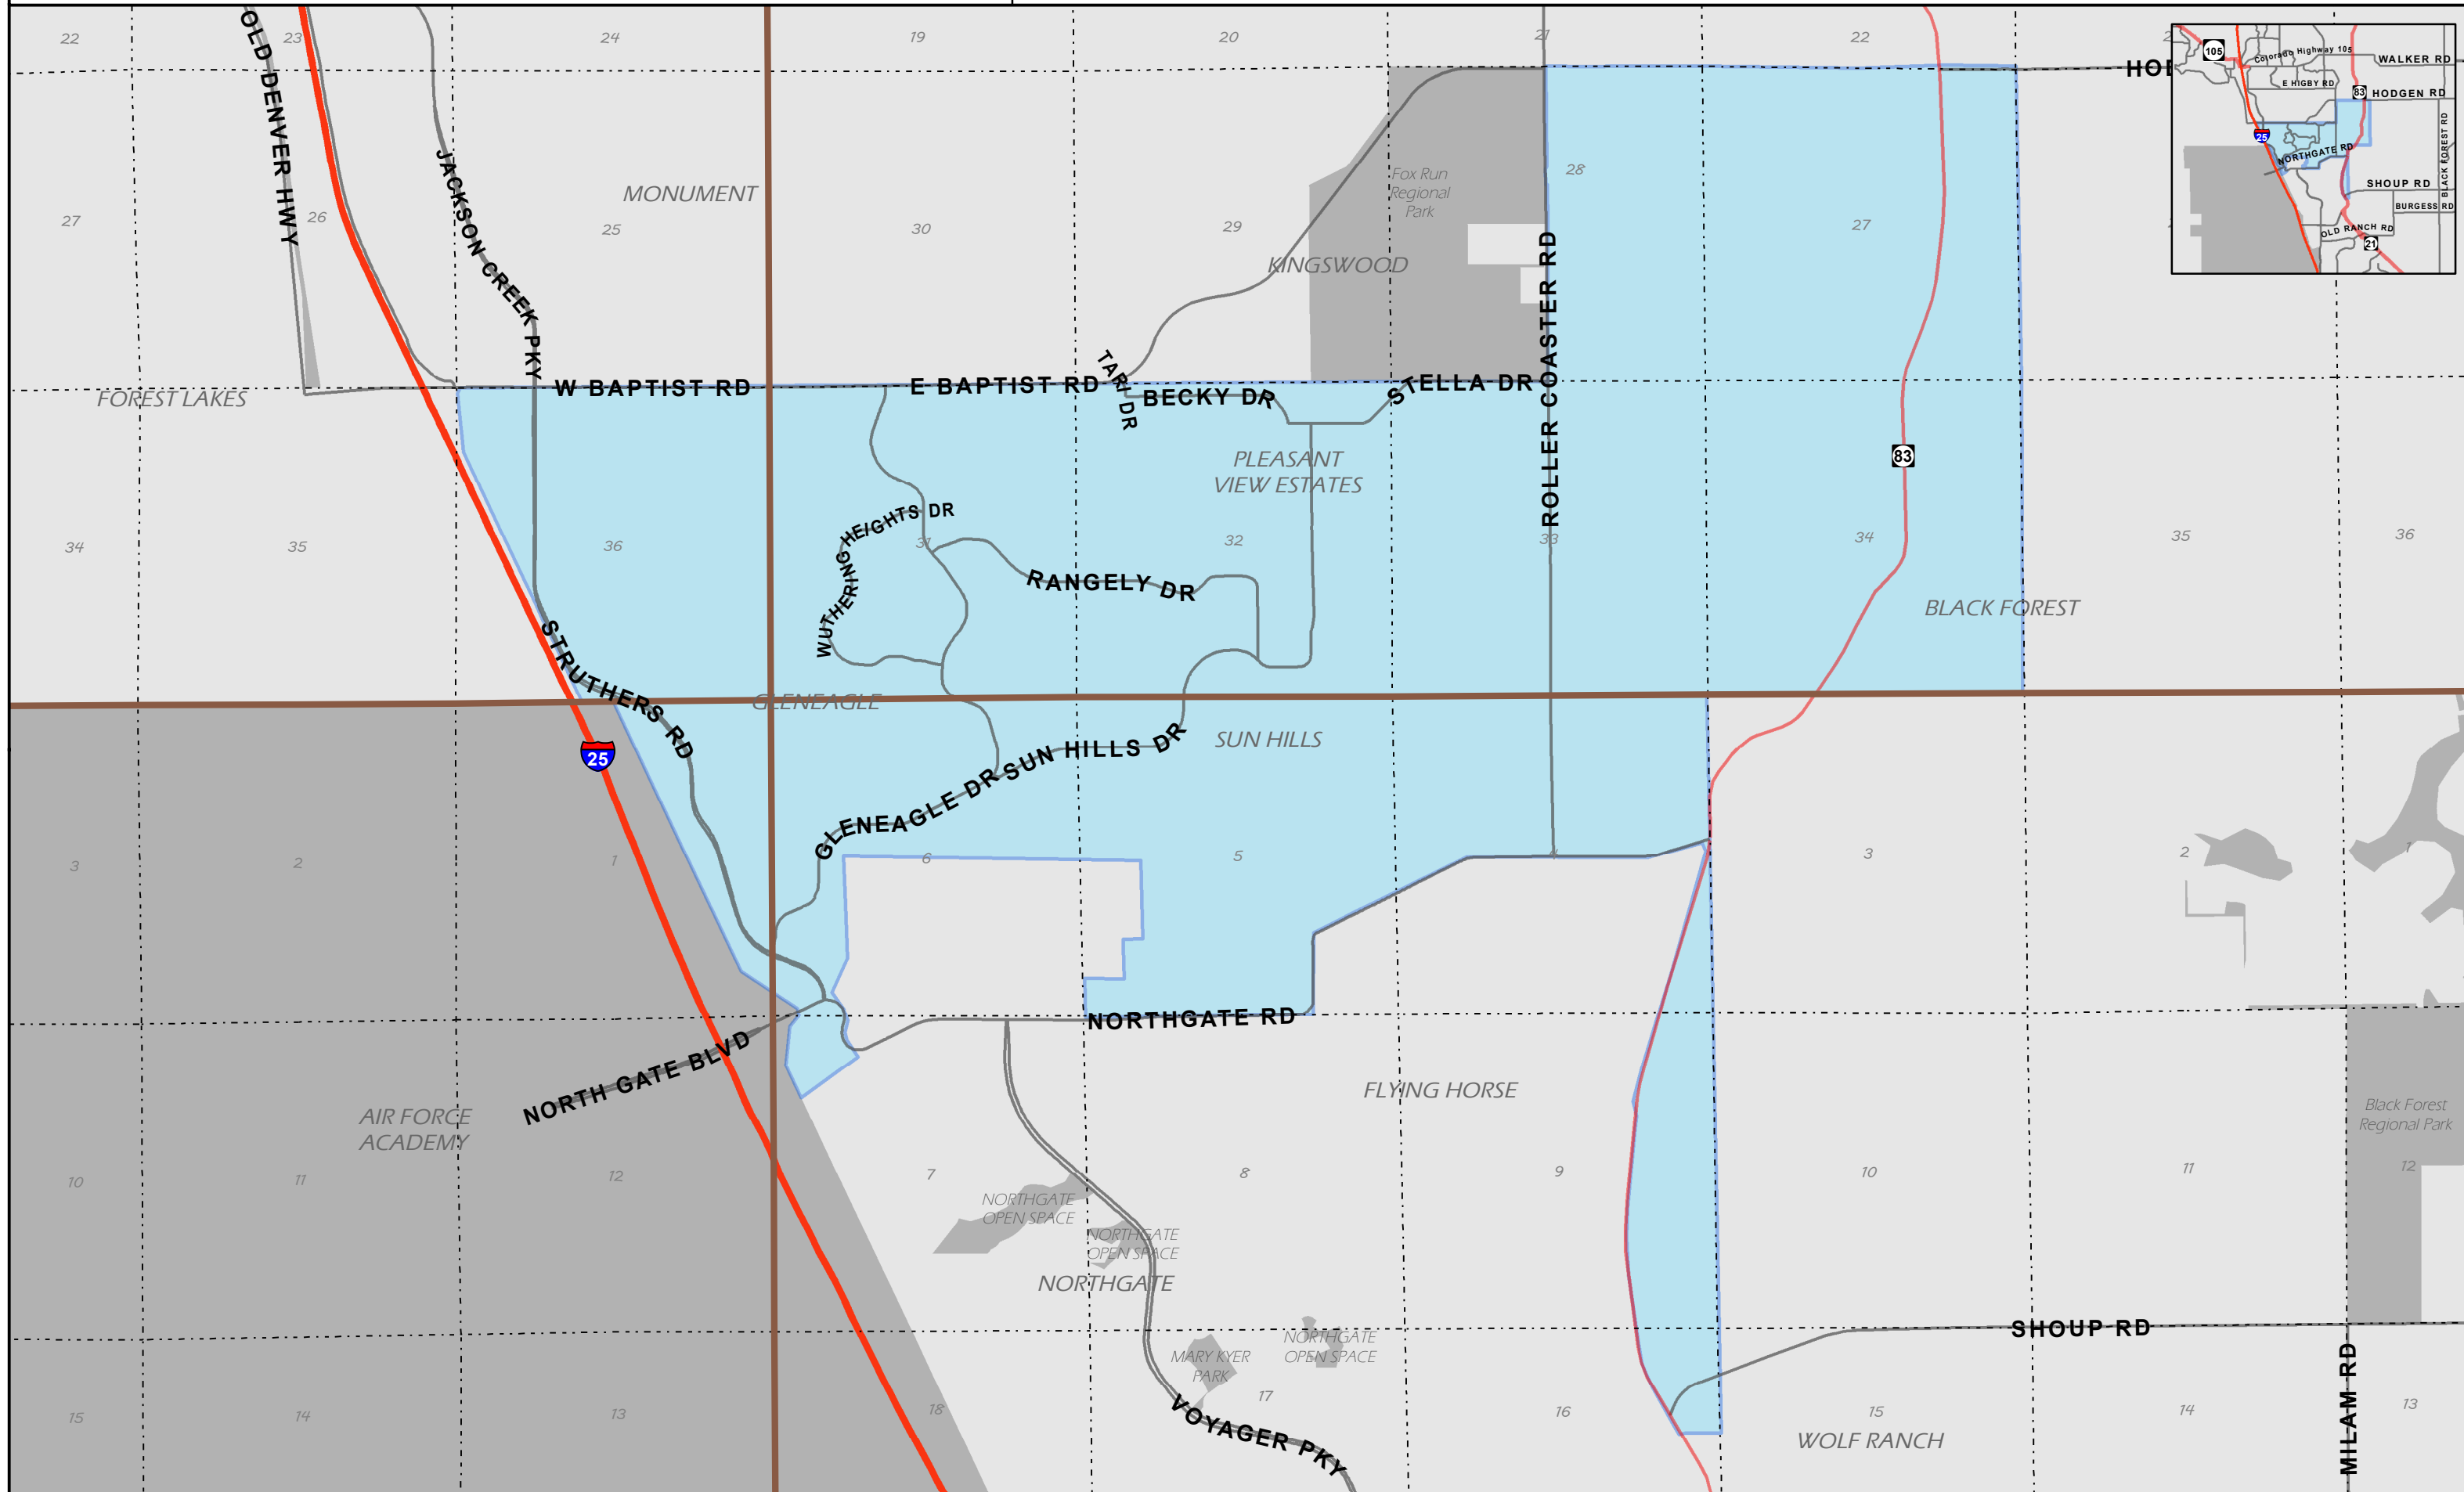 22
23
24
19
20
21
22
HOD
OLD DENVER HWY
JACKSON CREEK PKY
MONUMENT
27
26
25
30
29
28
27
Fox Run
Regional
Park
KINGSWOOD
ROLLER COASTER RD
105
Colorado Highway 105
WALKER RD
E HIGBY RD
83
HODGEN RD
25
NORTHGATE RD
BLACK FOREST RD
SHOUP RD
BURGESS RD
OLD RANCH RD
21
FOREST LAKES
W BAPTIST RD
E BAPTIST RD
TARI DR
BECKY DR
STELLA DR
PLEASANT
VIEW ESTATES
83
34
35
36
31
32
33
34
35
36
WUTHERING HEIGHTS DR
RANGELY DR
BLACK FOREST
STRUTHERS RD
GLENEAGLE
25
SUN HILLS DR
SUN HILLS
GLENEAGLE DR
3
2
1
6
5
4
3
2
1
NORTH GATE BLVD
NORTHGATE RD
AIR FORCE
ACADEMY
FLYING HORSE
Black Forest
Regional Park
10
11
12
7
8
9
10
11
12
NORTHGATE
OPEN SPACE
NORTHGATE
OPEN SPACE
NORTHGATE
NORTHGATE
OPEN SPACE
MARY KYER
PARK
SHOUP RD
15
14
13
18
17
16
15
14
13
VOYAGER PKY
WOLF RANCH
MILAM RD